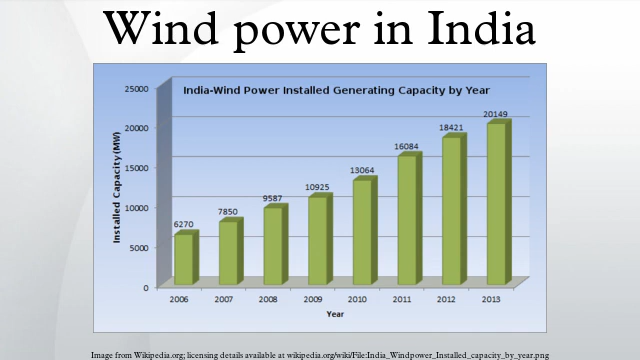 Wind power in India
India-Wind Power Installed Generating Capacity by Year
25000
20000
15000
10000
5000
0
Installed Capacity (MW)
6270
7850
9587
10925
13064
16084
18421
20149
2006 2007 2008 2009 2010 2011 2012 2013
Year
Image from Wikipedia.org; licensing details available at wikipedia.org/wiki/File:India_Windpower_Installed_capacity_by_year.png